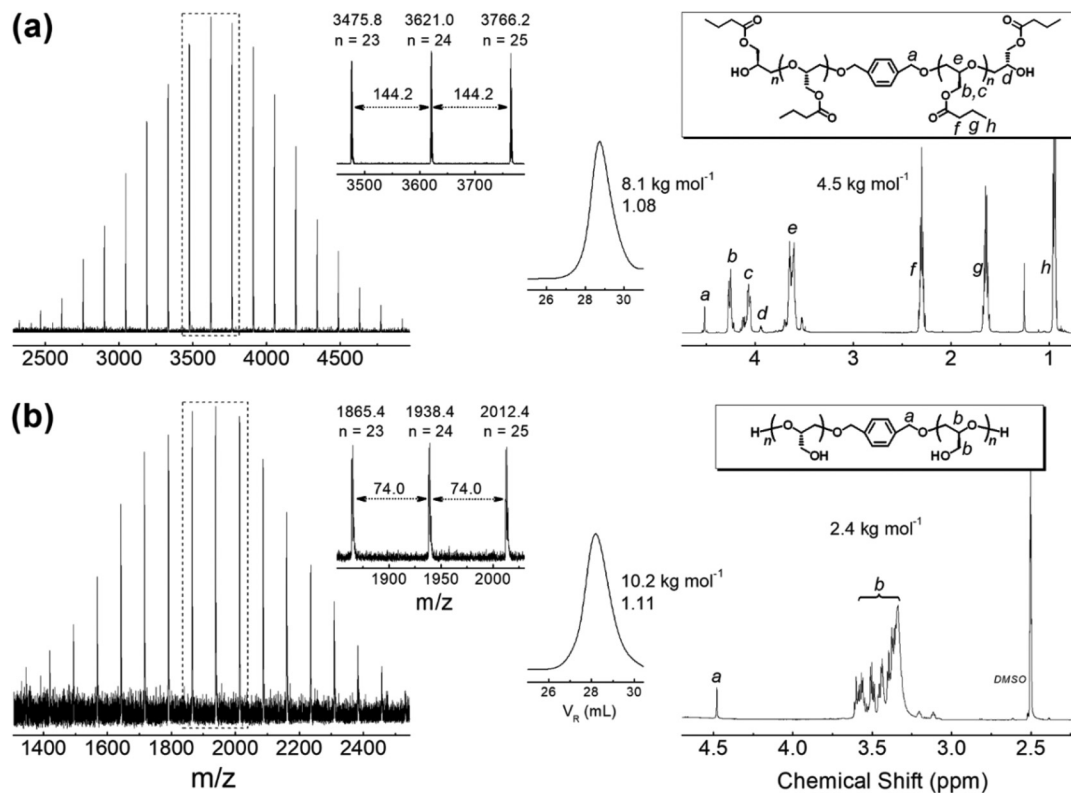 (a)
3475.8 3621.0 3766.2
n = 23 n = 24 n = 25
144.2 144.2
3500 3600 3700
2500 3000 3500 4000 4500
8.1 kg mol⁻¹
1.08
26 28 30
O O
O O
HO n O O a O e O n d OH
O b,c O
O O
f g h
4.5 kg mol⁻¹
a b c d e f g h
4 3 2 1
(b)
1865.4 1938.4 2012.4
n = 23 n = 24 n = 25
74.0 74.0
1900 1950 2000
m/z
1400 1600 1800 2000 2200 2400
m/z
10.2 kg mol⁻¹
1.11
26 28 30
V_R (mL)
H O n O a O b O n H
OH HO b
2.4 kg mol⁻¹
a b
DMSO
4.5 4.0 3.5 3.0 2.5
Chemical Shift (ppm)